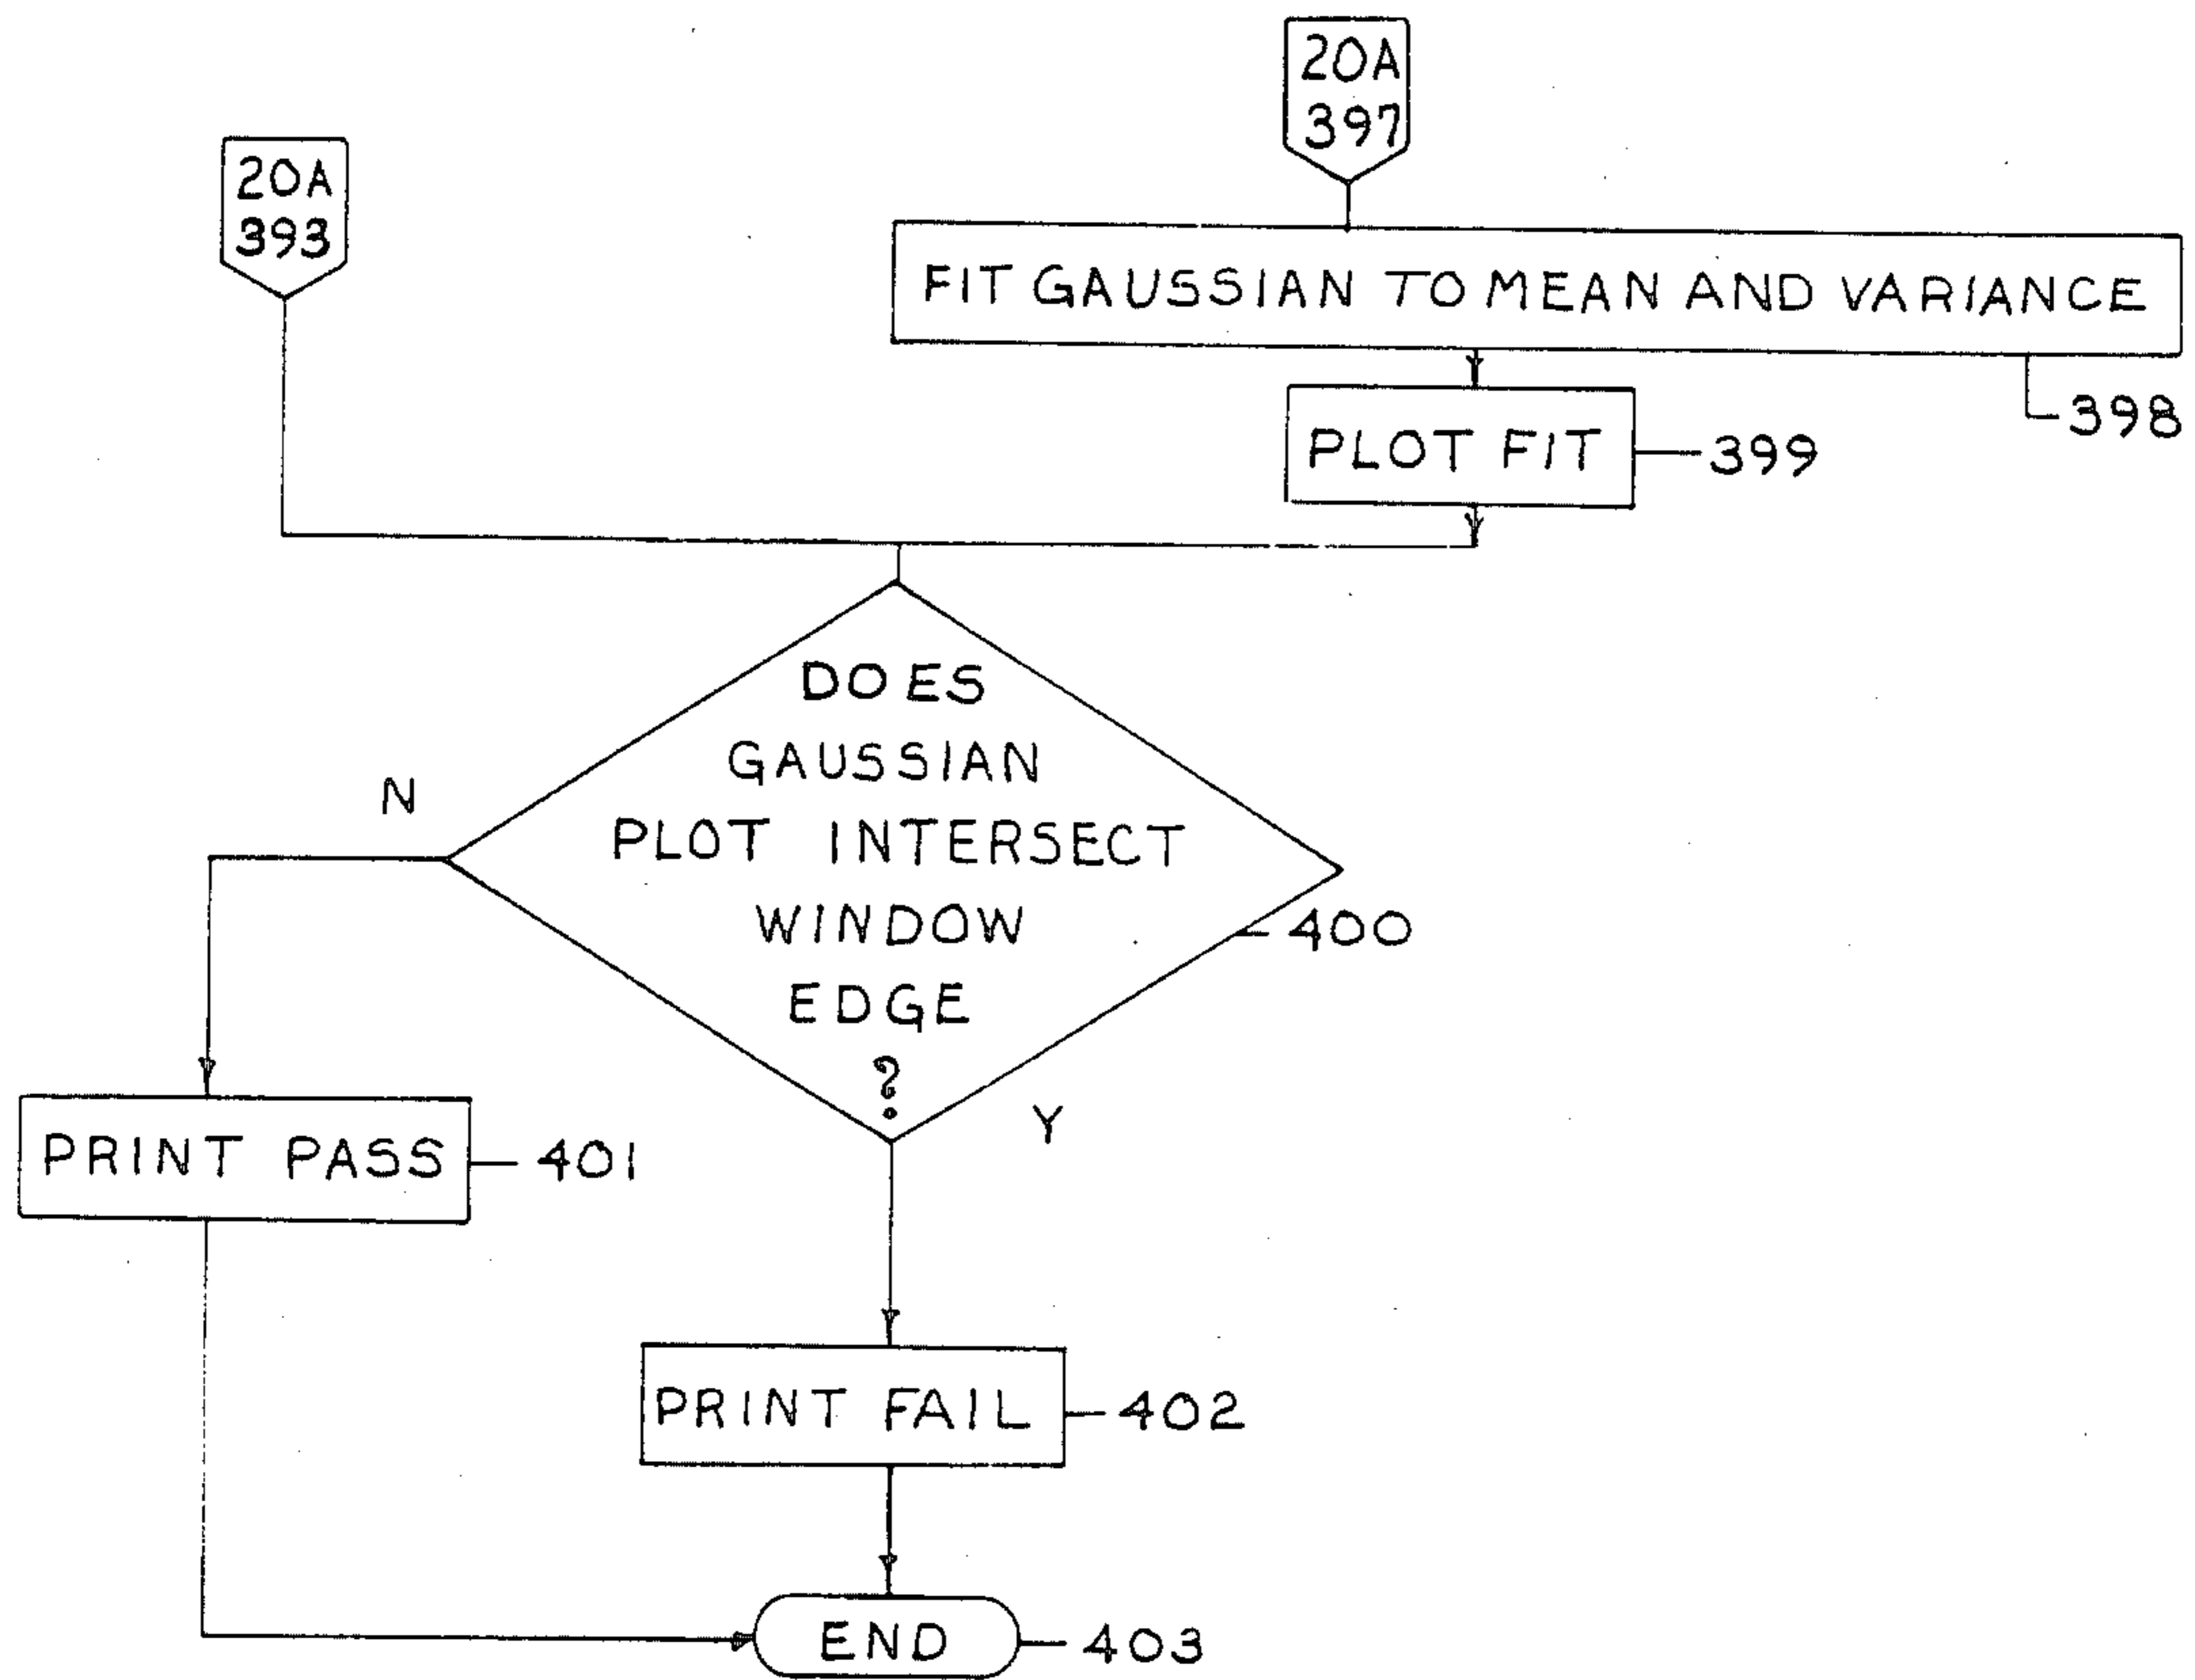 20A
397
20A
393
FIT GAUSSIAN TO MEAN AND VARIANCE
398
PLOT FIT
399
DOES
GAUSSIAN
PLOT INTERSECT
WINDOW
EDGE
?
400
N
Y
PRINT PASS
401
PRINT FAIL
402
END
403